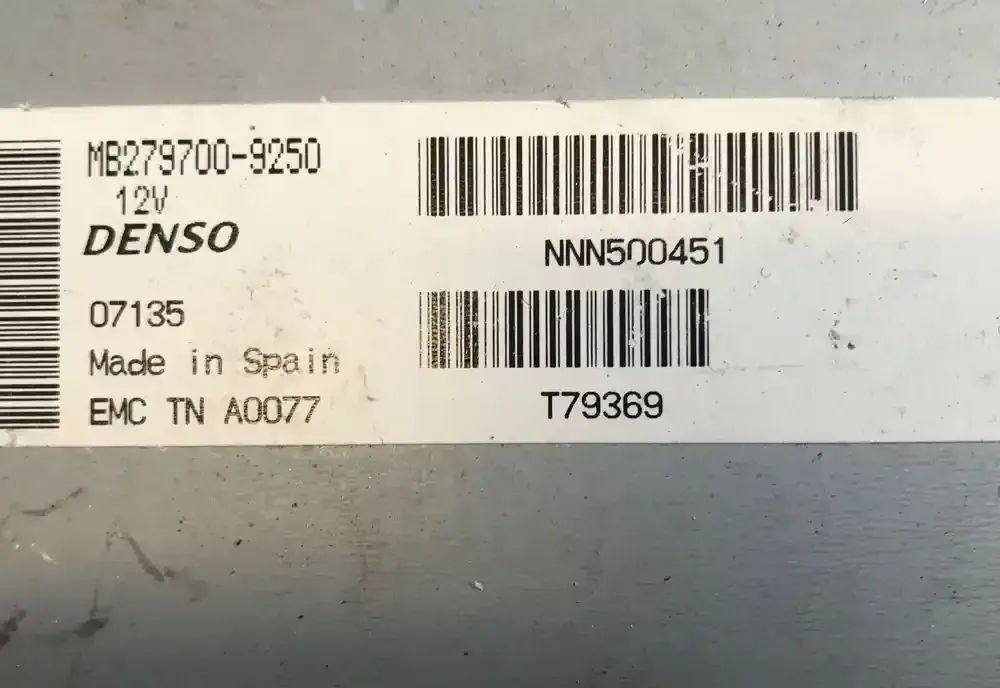 MB279700-9250
12V
DENSO
07135
Made in Spain
EMC TN A0077
NNN500451
T79369